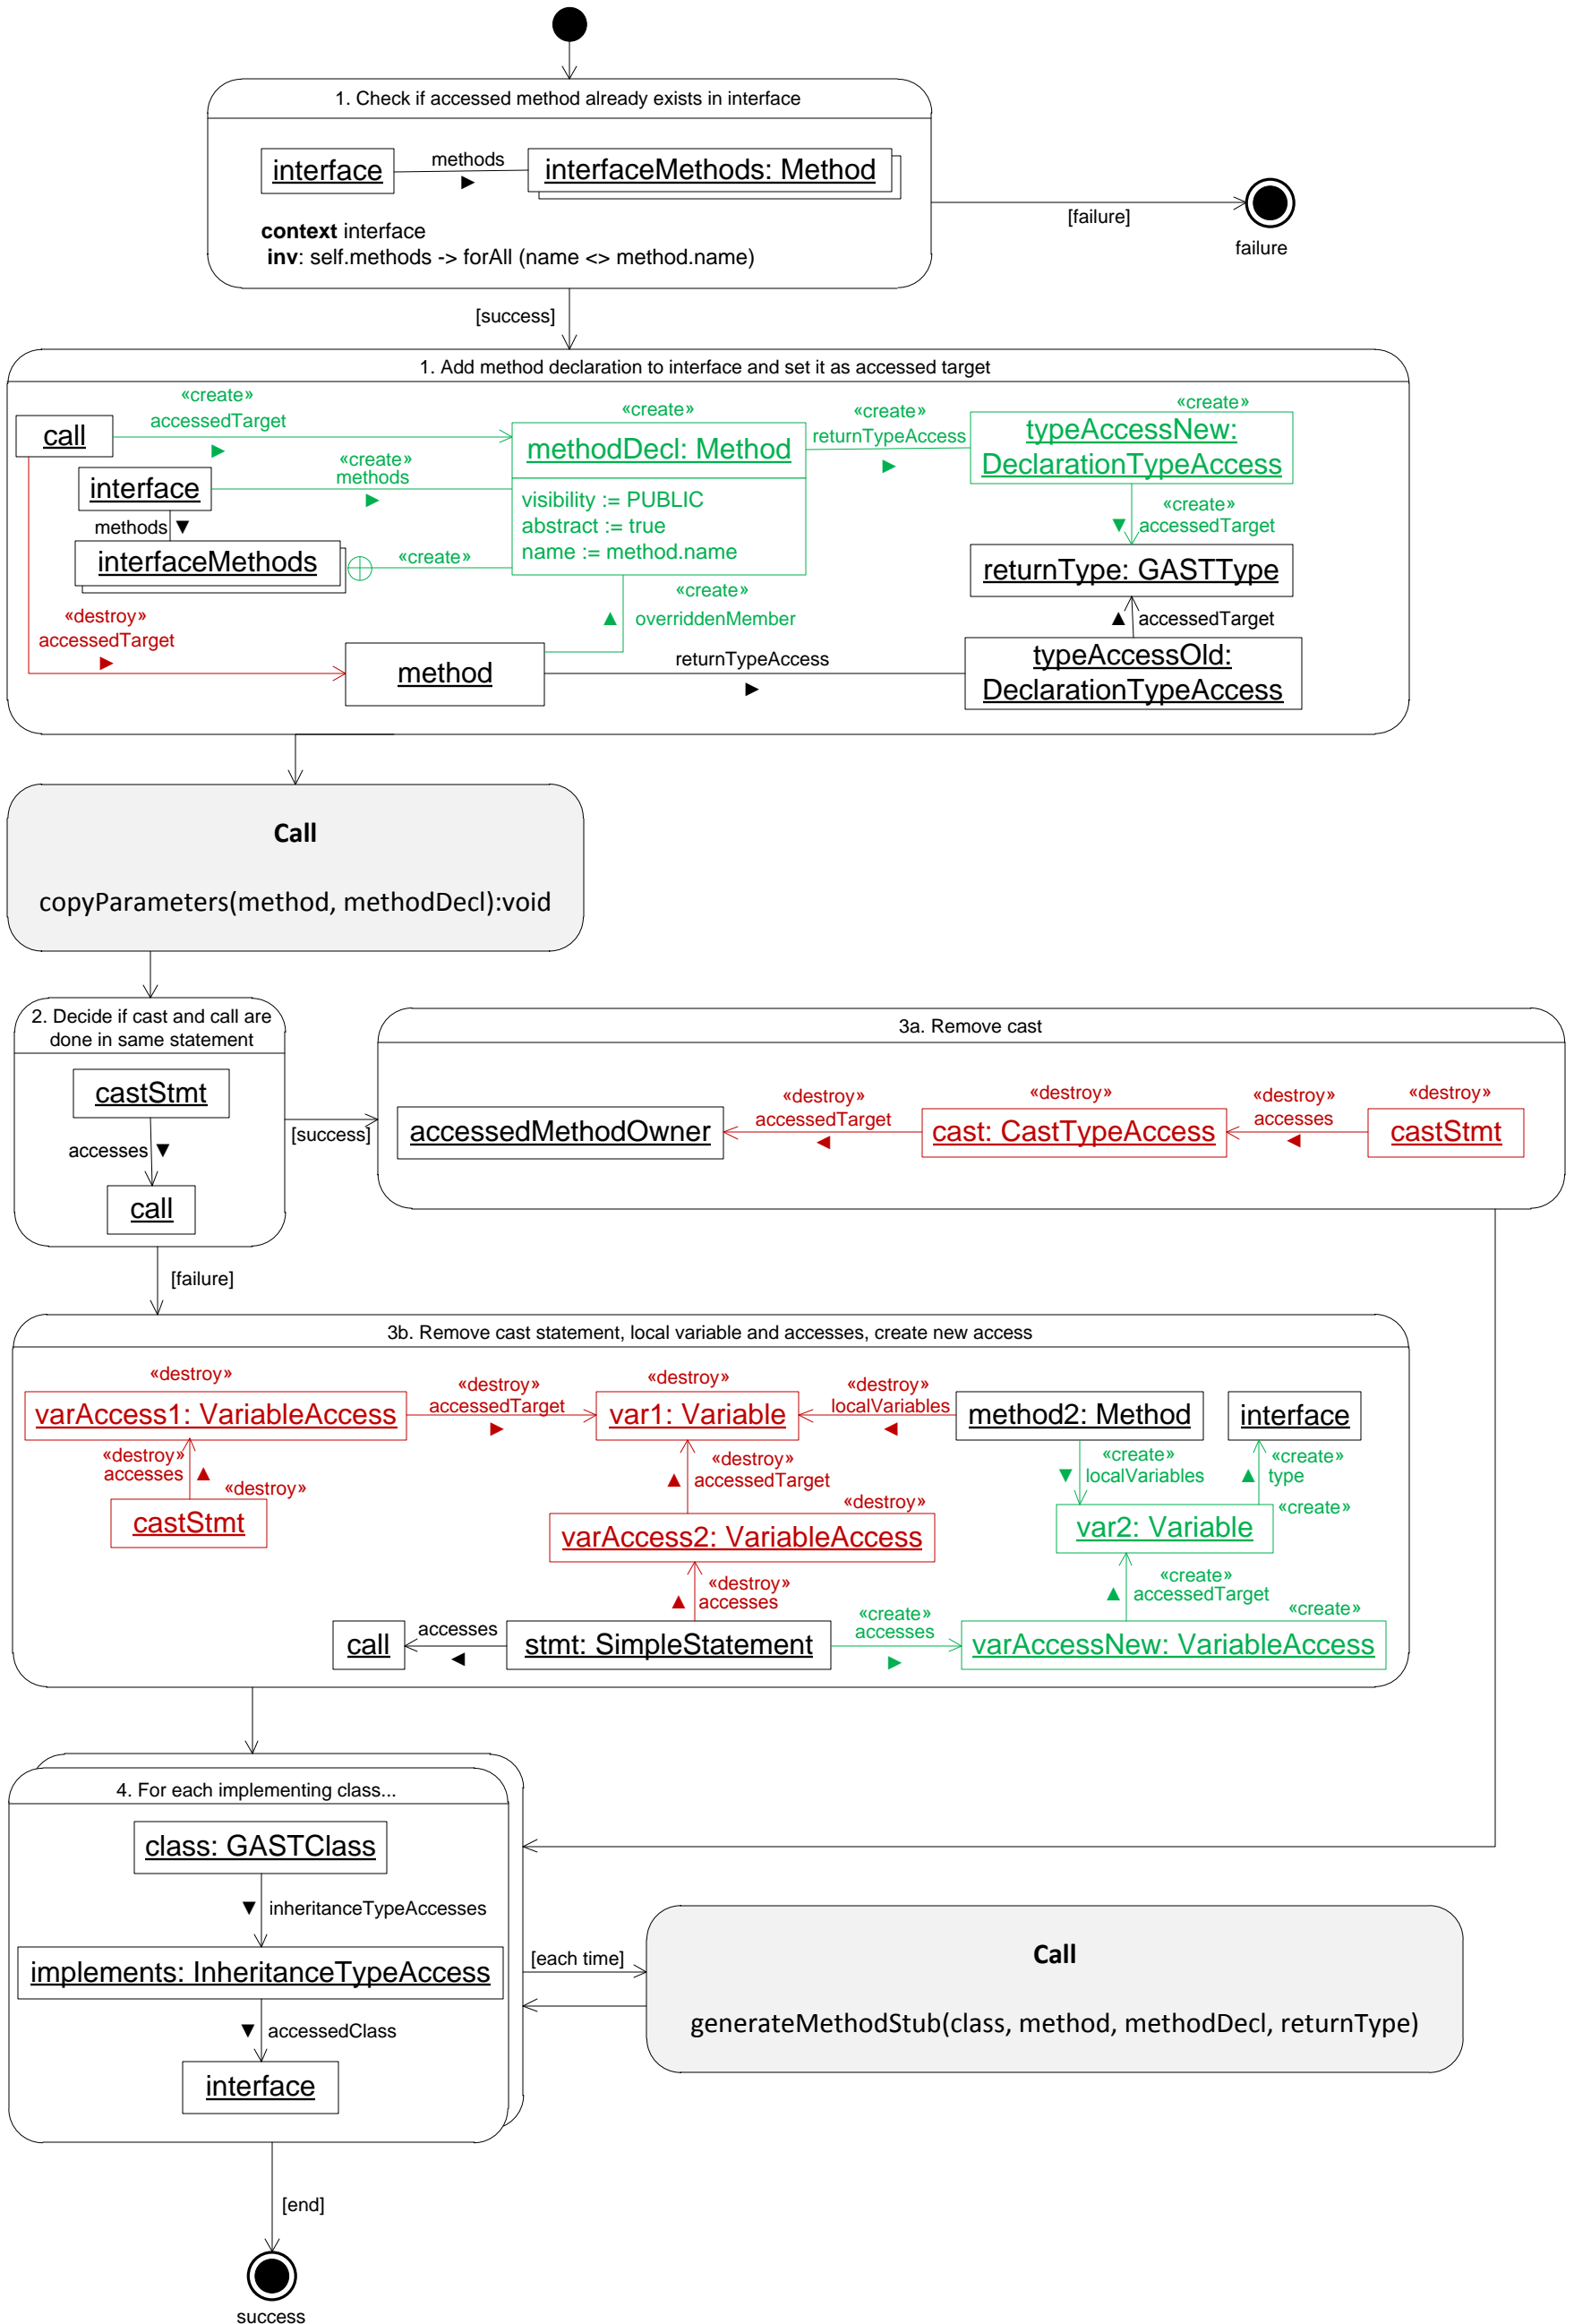 1. Check if accessed method already exists in interface
interface
methods
►
interfaceMethods: Method
context interface
inv: self.methods -> forAll (name <> method.name)
[failure]
failure
[success]
1. Add method declaration to interface and set it as accessed target
«create»
accessedTarget
►
call
«create»
methodDecl: Method
visibility := PUBLIC
abstract := true
name := method.name
«create»
returnTypeAccess
►
«create»
typeAccessNew:
DeclarationTypeAccess
«create»
methods
►
interface
methods ▼
interfaceMethods
«create»
«create»
▼ accessedTarget
returnType: GASTType
«create»
▲ overriddenMember
▲ accessedTarget
«destroy»
accessedTarget
►
method
returnTypeAccess
►
typeAccessOld:
DeclarationTypeAccess
Call
copyParameters(method, methodDecl):void
2. Decide if cast and call are
done in same statement
castStmt
accesses ▼
call
[success]
[failure]
3a. Remove cast
accessedMethodOwner
«destroy»
accessedTarget
◄
«destroy»
cast: CastTypeAccess
«destroy»
accesses
◄
«destroy»
castStmt
3b. Remove cast statement, local variable and accesses, create new access
«destroy»
varAccess1: VariableAccess
«destroy»
accessedTarget
►
«destroy»
var1: Variable
«destroy»
localVariables
◄
method2: Method
interface
«destroy»
accesses ▲
«destroy»
castStmt
«destroy»
▲ accessedTarget
«destroy»
varAccess2: VariableAccess
«create»
▼ localVariables
«create»
▲ type
«create»
var2: Variable
«destroy»
▲ accesses
«create»
▲ accessedTarget
call
accesses
◄
stmt: SimpleStatement
«create»
accesses
►
«create»
varAccessNew: VariableAccess
4. For each implementing class...
class: GASTClass
▼ inheritanceTypeAccesses
implements: InheritanceTypeAccess
▼ accessedClass
interface
[each time]
Call
generateMethodStub(class, method, methodDecl, returnType)
[end]
success